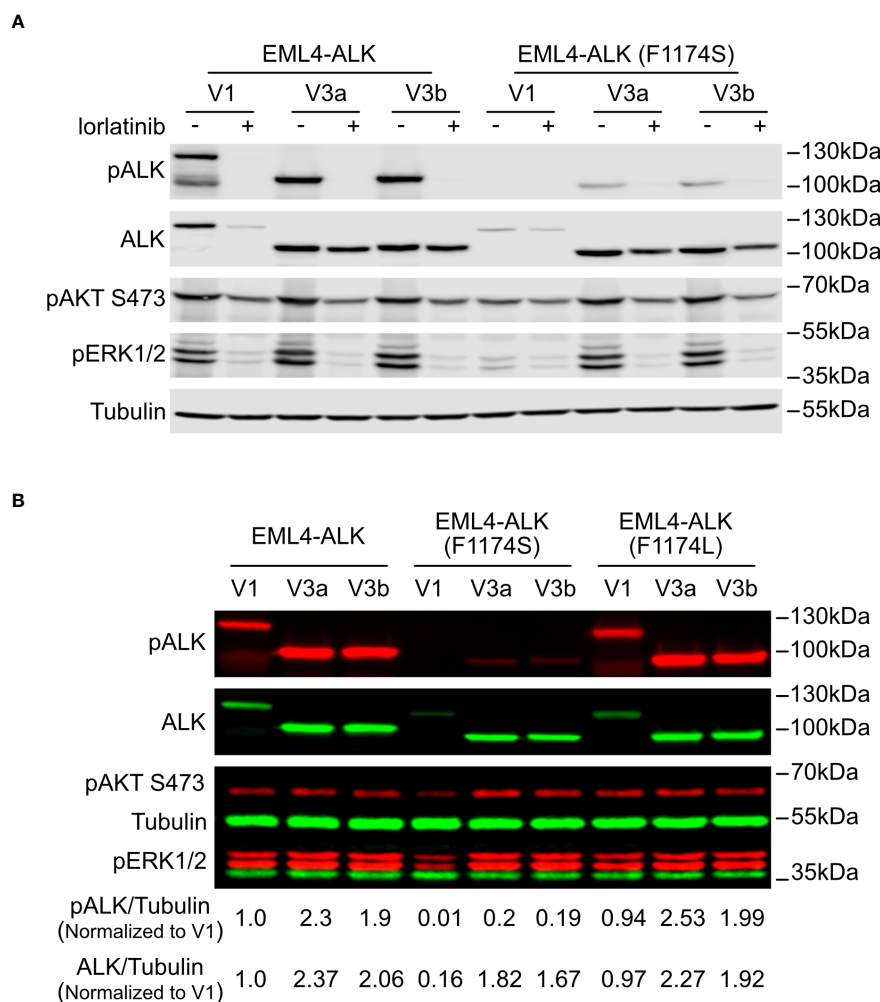 A
EML4-ALK EML4-ALK (F1174S)
V1 V3a V3b V1 V3a V3b
lorlatinib - + - + - + - + - + - +
pALK –130kDa
–100kDa
ALK –130kDa
–100kDa
pAKT S473 –70kDa
–55kDa
pERK1/2
–35kDa
Tubulin –55kDa
B
EML4-ALK EML4-ALK (F1174S) EML4-ALK (F1174L)
V1 V3a V3b V1 V3a V3b V1 V3a V3b
pALK –130kDa
–100kDa
ALK –130kDa
–100kDa
pAKT S473 –70kDa
Tubulin –55kDa
pERK1/2 _35kDa
pALK/Tubulin
(Normalized to V1) 1.0 2.3 1.9 0.01 0.2 0.19 0.94 2.53 1.99
ALK/Tubulin
(Normalized to V1) 1.0 2.37 2.06 0.16 1.82 1.67 0.97 2.27 1.92